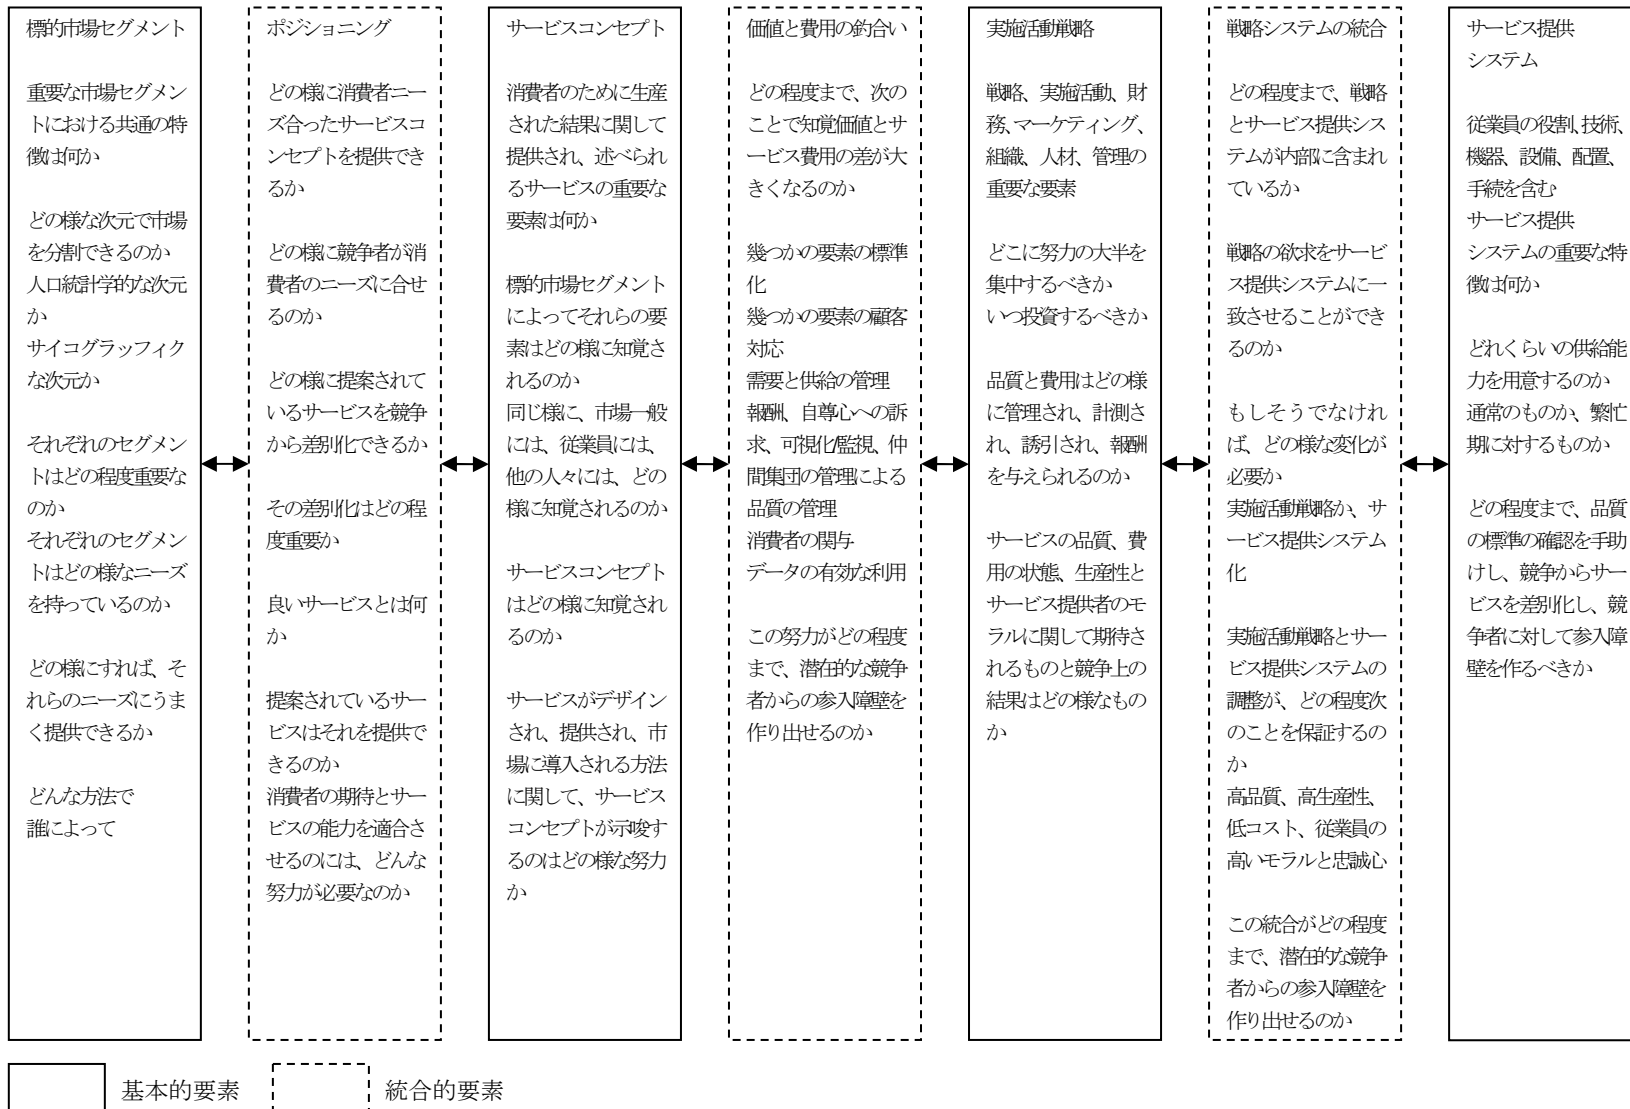 標的市場セグメント
重要な市場セグメン
トにおける共通の特
徴は何か
どの様な次元で市場
を分割できるのか
人口統計学的な次元
か
サイコグラッフィク
な次元か
それぞれのセグメン
トはどの程度重要な
のか
それぞれのセグメン
トはどの様なニーズ
を持っているのか
どの様にすれば、そ
れらのニーズにうま
く提供できるか
どんな方法で
誰によって
ポジショニング
どの様に消費者ニー
ズ合ったサービスコ
ンセプトを提供でき
るか
どの様に競争者が消
費者のニーズに合せ
るのか
どの様に提案されて
いるサービスを競争
から差別化できるか
その差別化はどの程
度重要か
良いサービスとは何
か
提案されているサー
ビスはそれを提供で
きるのか
消費者の期待とサー
ビスの能力を適合さ
せるのには、どんな
努力が必要なのか
サービスコンセプト
消費者のために生産
された結果に関して
提供され、述べられ
るサービスの重要な
要素は何か
標的市場セグメント
によってそれらの要
素はどの様に知覚さ
れるのか
同じ様に、市場一般
には、従業員には、
他の人々には、どの
様に知覚されるのか
サービスコンセプト
はどの様に知覚され
るのか
サービスがデザイン
され、提供され、市
場に導入される方法
に関して、サービス
コンセプトが示唆す
るのはどの様な努力
か
価値と費用の釣合い
どの程度まで、次の
ことで知覚価値とサ
ービス費用の差が大
きくなるのか
幾つかの要素の標準
化
幾つかの要素の顧客
対応
需要と供給の管理
報酬、自尊心への訴
求、可視化/監視、仲
間集団の管理による
品質の管理
消費者の関与
データの有効な利用
この努力がどの程度
まで、潜在的な競争
者からの参入障壁を
作り出せるのか
実施活動戦略
戦略、実施活動、財
務、マーケティング、
組織、人材、管理の
重要な要素
どこに努力の大半を
集中するべきか
いつ投資するべきか
品質と費用はどの様
に管理され、計測さ
れ、誘引され、報酬
を与えられるのか
サービスの品質、費
用の状態、生産性と
サービス提供者のモ
ラルに関して期待さ
れるものと競争上の
結果はどの様なもの
か
戦略システムの統合
どの程度まで、戦略
とサービス提供シス
テムが内部に含まれ
ているか
戦略の欲求をサービ
ス提供システムに一
致させることができ
るのか
もしそうでなけれ
ば、どの様な変化が
必要か
実施活動戦略か、サ
ービス提供システム
化
実施活動戦略とサー
ビス提供システムの
調整が、どの程度次
のことを保証するの
か
高品質、高生産性、
低コスト、従業員の
高いモラルと忠誠心
この統合がどの程度
まで、潜在的な競争
者からの参入障壁を
作り出せるのか
サービス提供
システム
従業員の役割、技術、
機器、設備、配置、
手続を含む
サービス提供
システムの重要な特
徴は何か
どれくらいの供給能
力を用意するのか
通常のものか、繁忙
期に対するものか
どの程度まで、品質
の標準の確認を手助
けし、競争からサー
ビスを差別化し、競
争者に対して参入障
壁を作るべきか
基本的要素
統合的要素